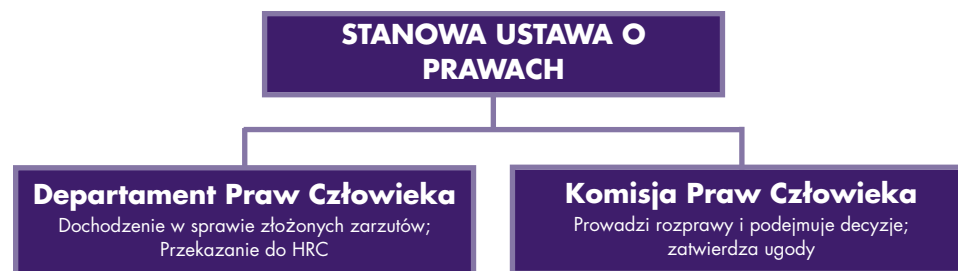 STANOWA USTAWA O
PRAWACH
Departament Praw Człowieka
Dochodzenie w sprawie złożonych zarzutów;
Przekazanie do HRC
Komisja Praw Człowieka
Prowadzi rozprawy i podejmuje decyzje;
zatwierdza ugody